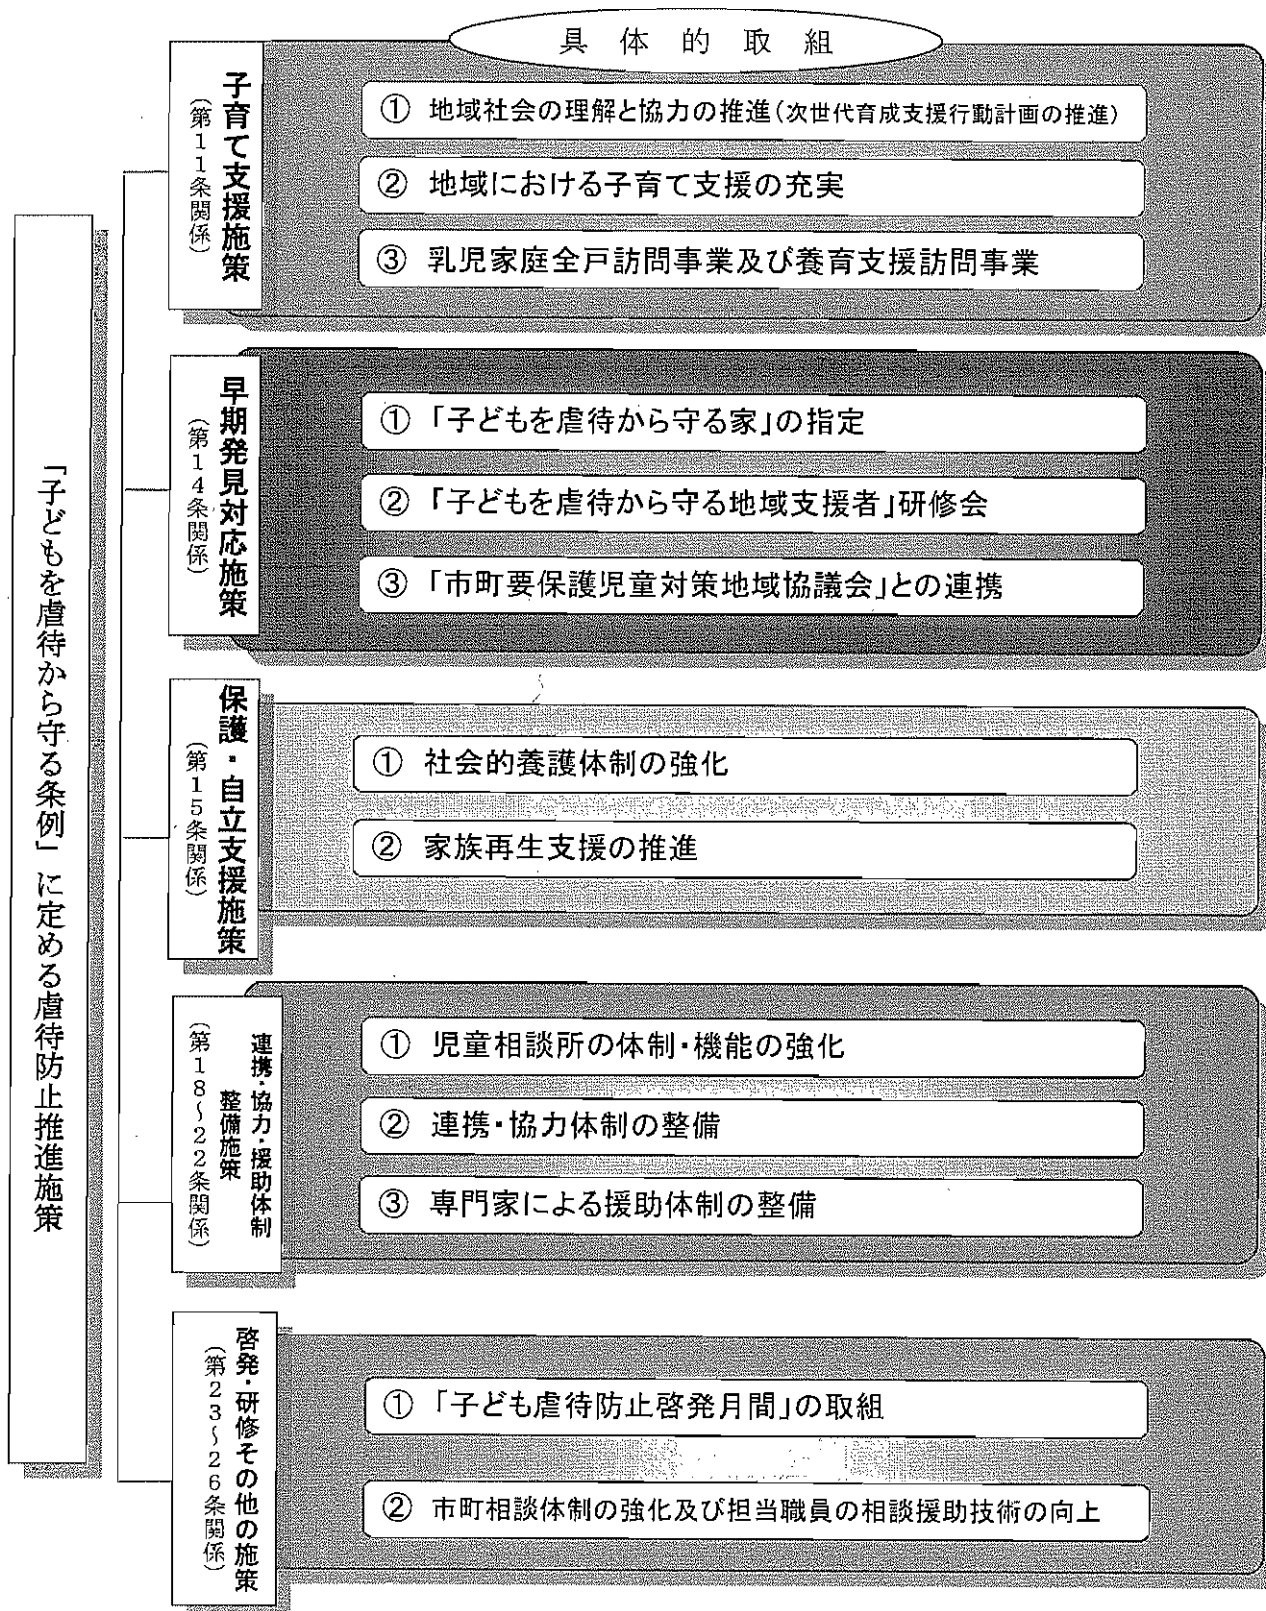 具体的取組
「子どもを虐待から守る条例」に定める虐待防止推進施策
子育て支援施策
（第11条関係）
① 地域社会の理解と協力の推進（次世代育成支援行動計画の推進）
② 地域における子育て支援の充実
③ 乳児家庭全戸訪問事業及び養育支援訪問事業
早期発見対応施策
（第14条関係）
① 「子どもを虐待から守る家」の指定
② 「子どもを虐待から守る地域支援者」研修会
③ 「市町要保護児童対策地域協議会」との連携
保護・自立支援施策
（第15条関係）
① 社会的養護体制の強化
② 家族再生支援の推進
連携・協力・援助体制
整備施策
（第18～22条関係）
① 児童相談所の体制・機能の強化
② 連携・協力体制の整備
③ 専門家による援助体制の整備
啓発・研修その他の施策
（第23～26条関係）
① 「子ども虐待防止啓発月間」の取組
② 市町相談体制の強化及び担当職員の相談援助技術の向上